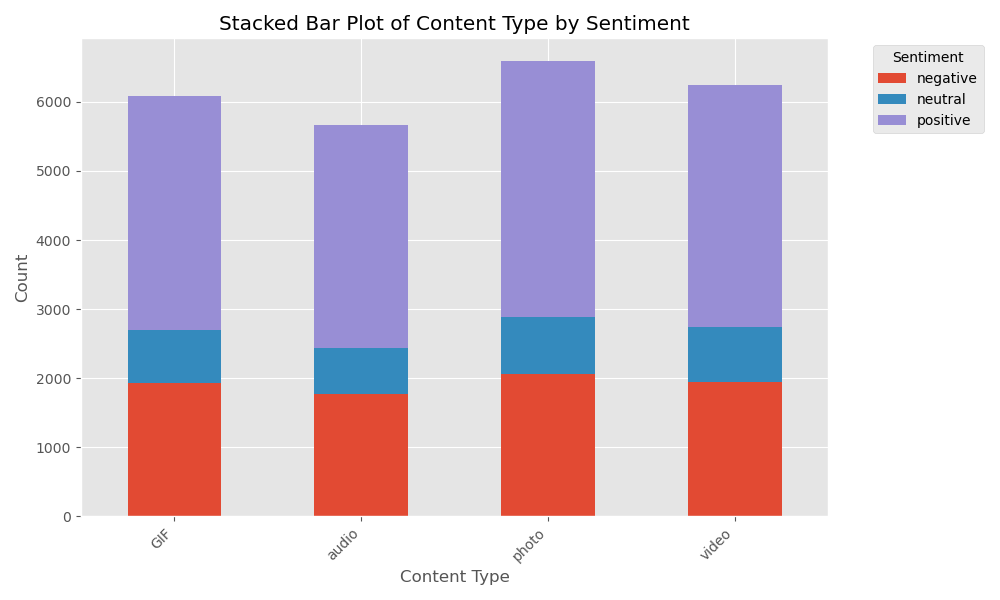 Stacked Bar Plot of Content Type by Sentiment
Sentiment
negative
neutral
positive
Count
6000
5000
4000
3000
2000
1000
0
GIF
audio
photo
video
Content Type